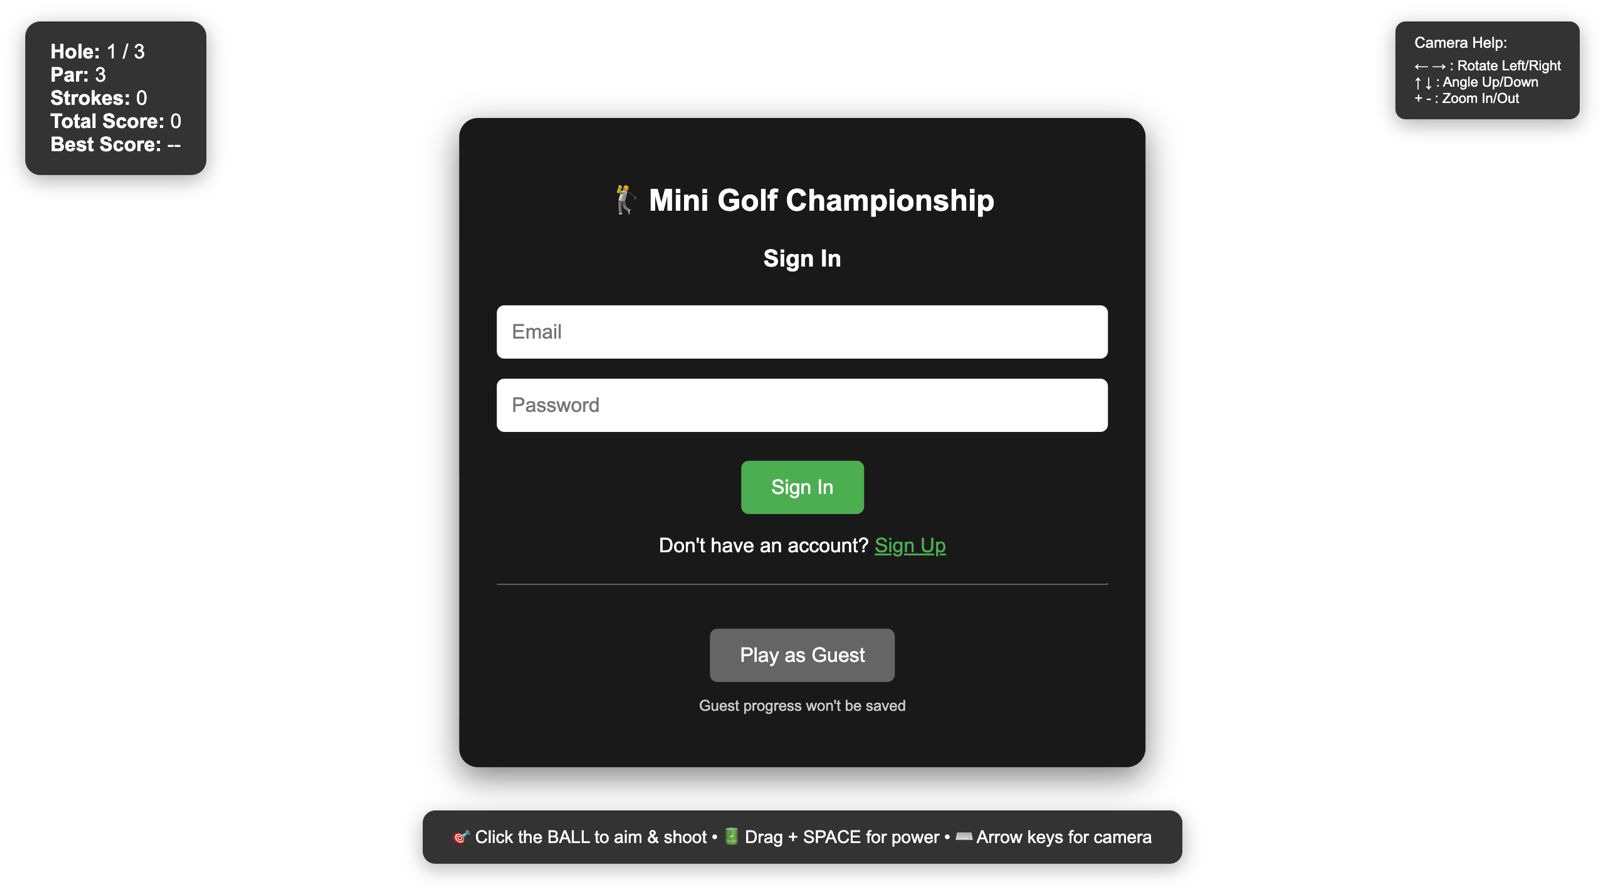 Hole: 1 / 3
Par: 3
Strokes: 0
Total Score: 0
Best Score: --
Camera Help:
← → : Rotate Left/Right
↑ ↓ : Angle Up/Down
+ - : Zoom In/Out
🏌️ Mini Golf Championship
Sign In
Email
Password
Sign In
Don't have an account? Sign Up
Play as Guest
Guest progress won't be saved
🎯 Click the BALL to aim & shoot • 🔋 Drag + SPACE for power • ⌨️ Arrow keys for camera